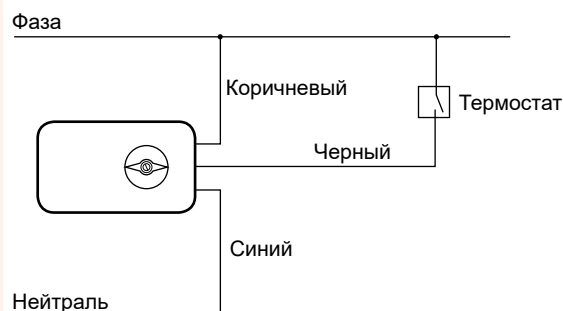 Фаза
Коричневый
Термостат
Черный
Синий
Нейтраль